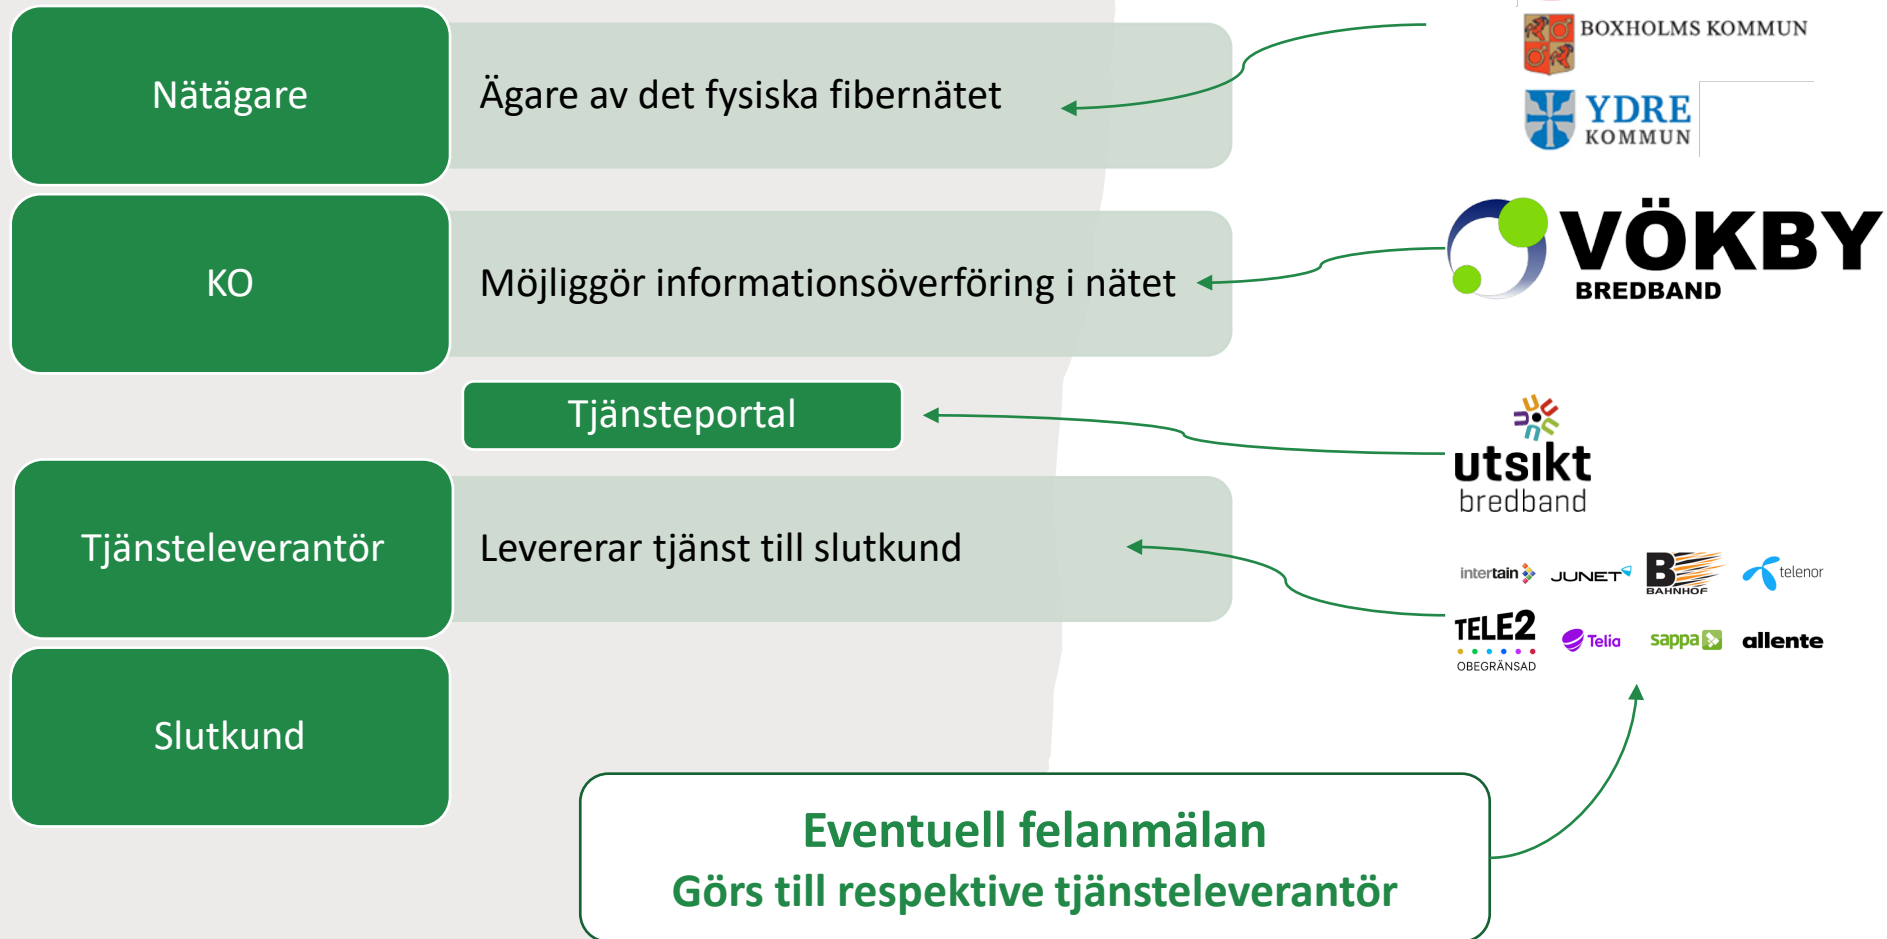 BOXHOLMS KOMMUN
Nätägare
Ägare av det fysiska fibernätet
YDRE
KOMMUN
VÖKBY
BREDBAND
KO
Möjliggör informationsöverföring i nätet
Tjänsteportal
utsikt
bredband
Tjänsteleverantör
Levererar tjänst till slutkund
intertain
JUNET
B
BAHNHOF
telenor
TELE2
OBEGRÄNSAD
Telia
sappa
allente
Slutkund
Eventuell felanmälan
Görs till respektive tjänsteleverantör